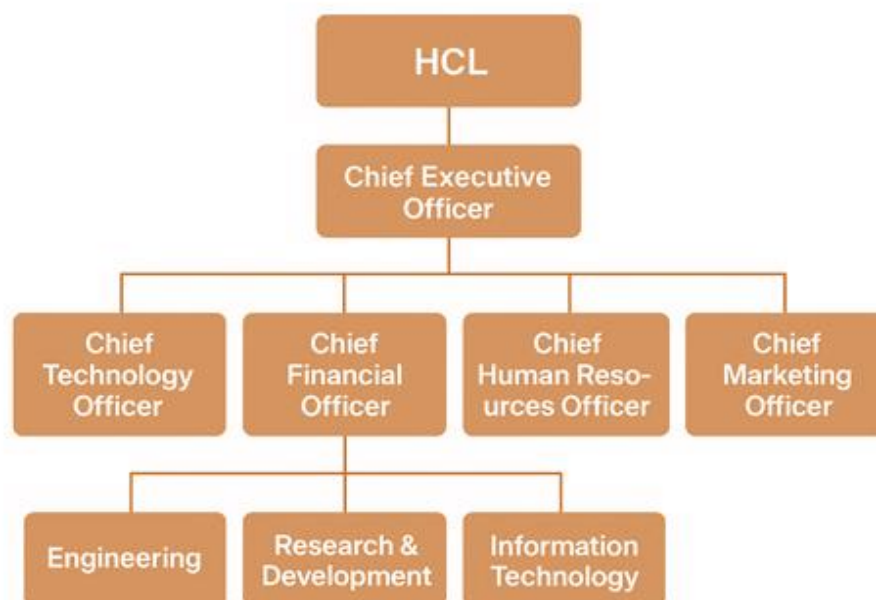 HCL
Chief Executive
Officer
Chief
Technology
Officer
Chief
Financial
Officer
Chief
Human Reso-
urces Officer
Chief
Marketing
Officer
Engineering
Research &
Development
Information
Technology